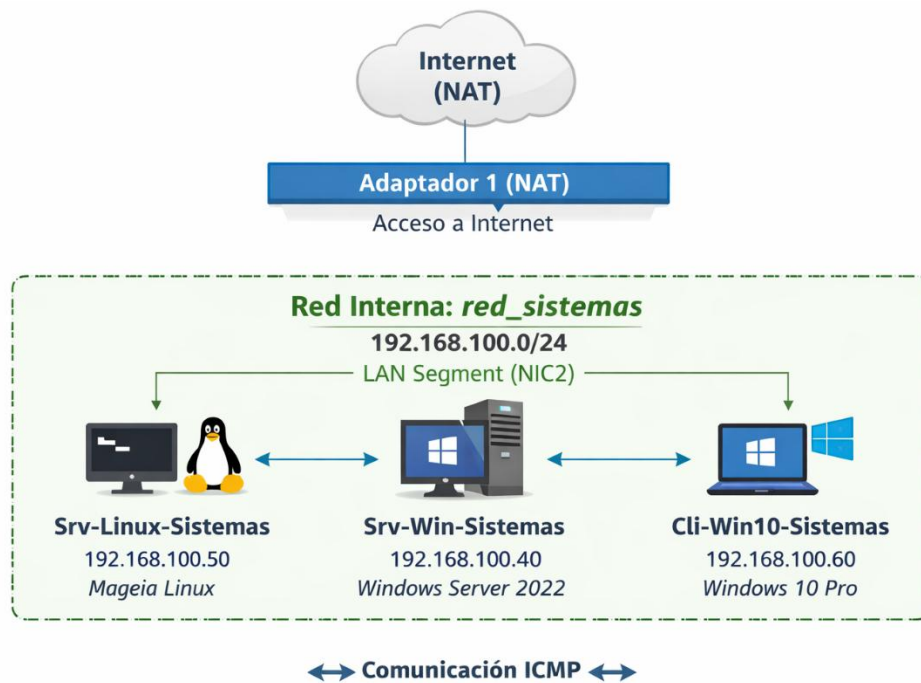 Internet
(NAT)
Adaptador 1 (NAT)
Acceso a Internet
Red Interna: red_sistemas
192.168.100.0/24
LAN Segment (NIC2)
Srv-Linux-Sistemas
192.168.100.50
Mageia Linux
Srv-Win-Sistemas
192.168.100.40
Windows Server 2022
Cli-Win10-Sistemas
192.168.100.60
Windows 10 Pro
Comunicación ICMP